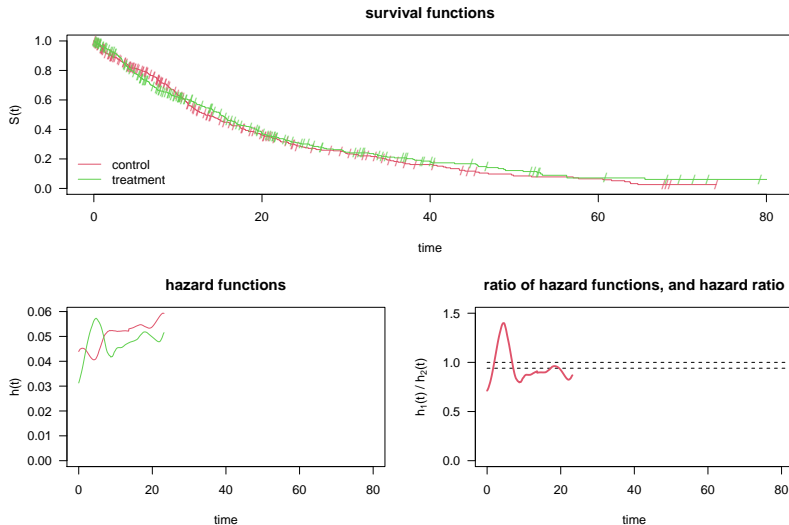 survival functions
1.0
0.8
0.6
0.4
0.2
0.0
S(t)
control
treatment
0 20 40 60 80
time
hazard functions
0.06
0.05
0.04
0.03
0.02
0.01
0.00
h(t)
0 20 40 60 80
time
ratio of hazard functions, and hazard ratio
1.5
1.0
0.5
0.0
h₁(t) / h₂(t)
0 20 40 60 80
time